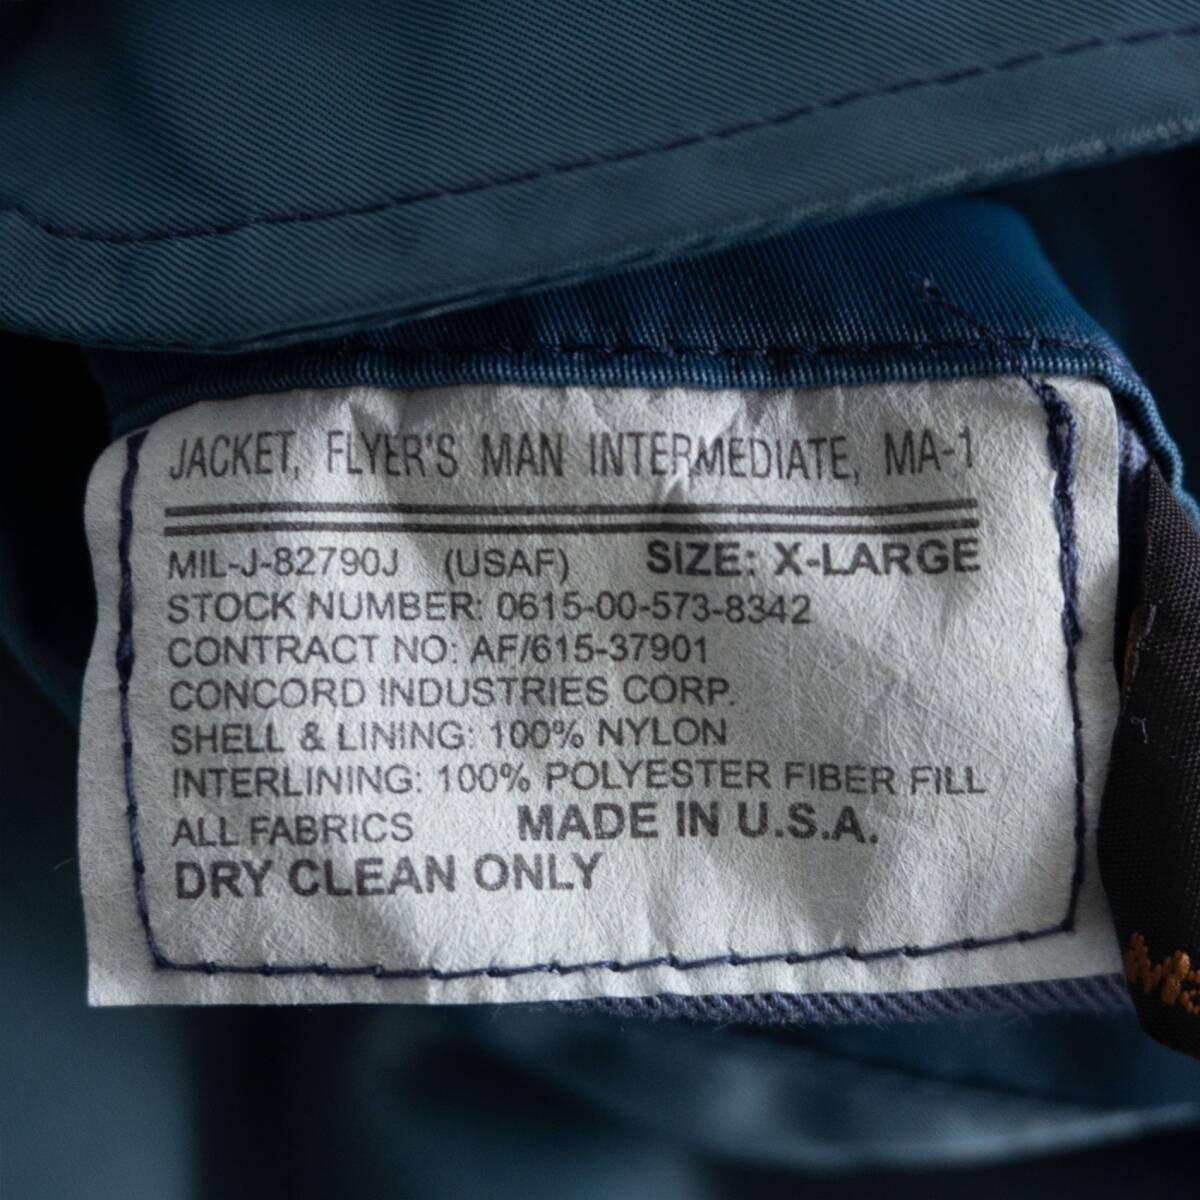 JACKET, FLYER'S MAN INTERMEDIATE, MA-1
MIL-J-82790J (USAF) SIZE: X-LARGE
STOCK NUMBER: 0615-00-573-8342
CONTRACT NO: AF/615-37901
CONCORD INDUSTRIES CORP.
SHELL & LINING: 100% NYLON
INTERLINING: 100% POLYESTER FIBER FILL
ALL FABRICS MADE IN U.S.A.
DRY CLEAN ONLY